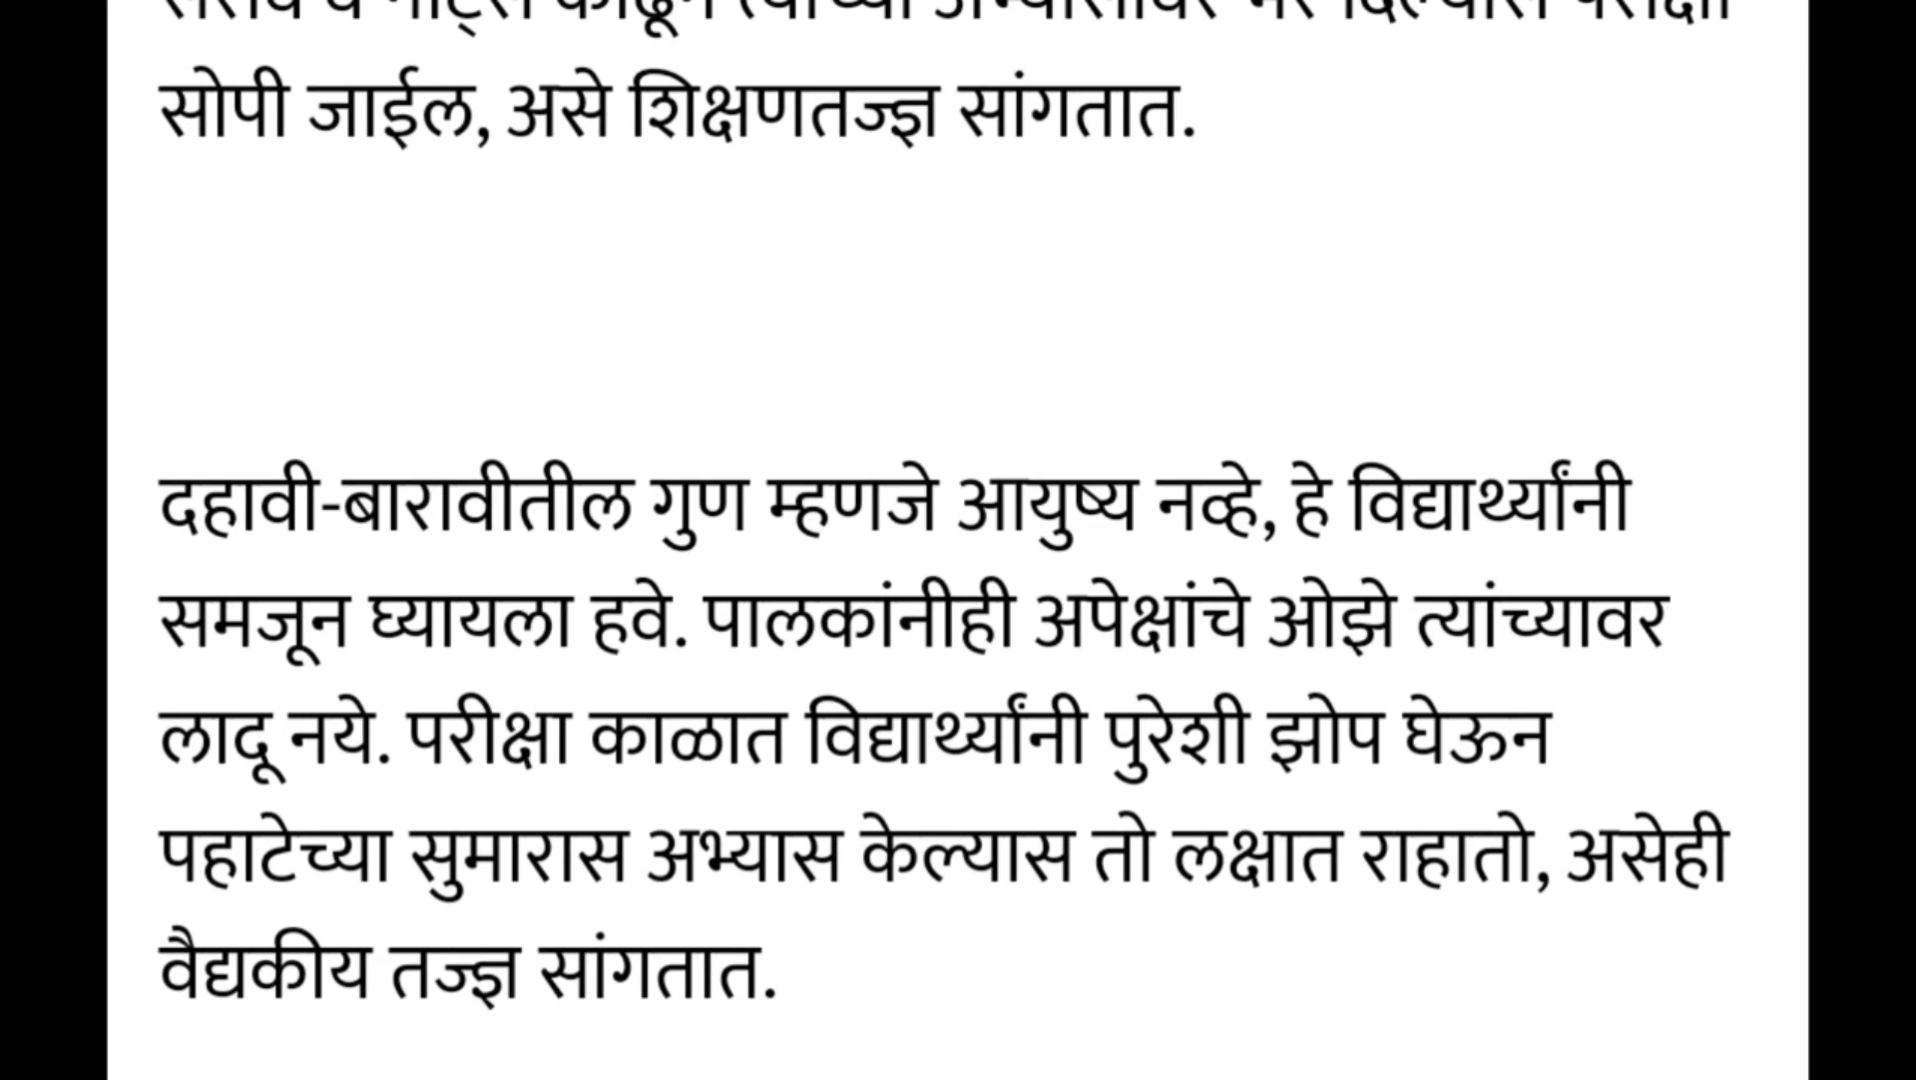 सोपी जाईल, असे शिक्षणतज्ज्ञ सांगतात.
दहावी-बारावीतील गुण म्हणजे आयुष्य नव्हे, हे विद्यार्थ्यांनी
समजून घ्यायला हवे. पालकांनीही अपेक्षांचे ओझे त्यांच्यावर
लादू नये. परीक्षा काळात विद्यार्थ्यांनी पुरेशी झोप घेऊन
पहाटेच्या सुमारास अभ्यास केल्यास तो लक्षात राहातो, असेही
वैद्यकीय तज्ज्ञ सांगतात.